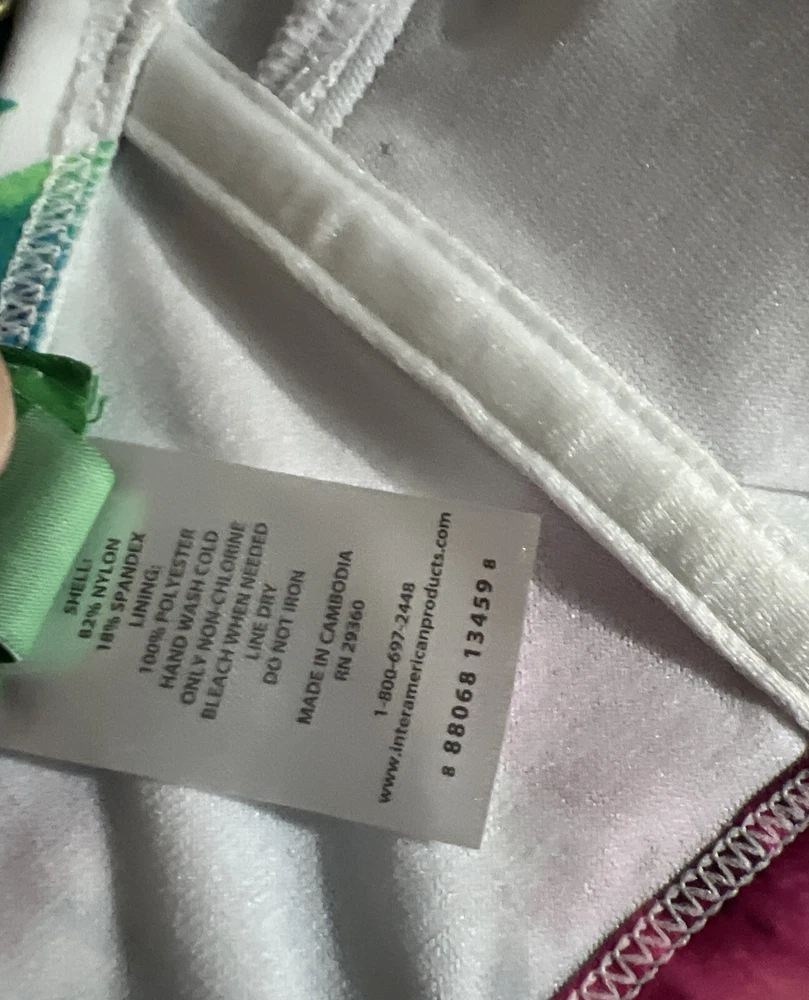 SHELL:
82% NYLON
18% SPANDEX
LINING:
100% POLYESTER
HAND WASH COLD
ONLY NON-CHLORINE
BLEACH WHEN NEEDED
LINE DRY
DO NOT IRON
MADE IN CAMBODIA
RN 29360
1-800-697-2448
www.interamericanproducts.com
8 88068 13459 8